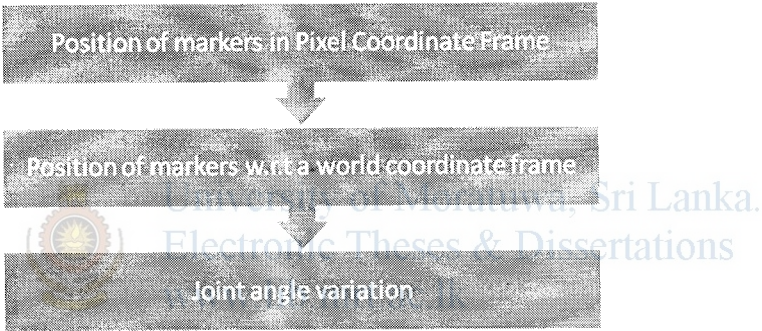 Position of markers in Pixel Coordinate Frame
Position of markers w.r.t a world coordinate frame
University of Moratuwa, Sri Lanka.
Electronic Theses & Dissertations
Joint angle variation